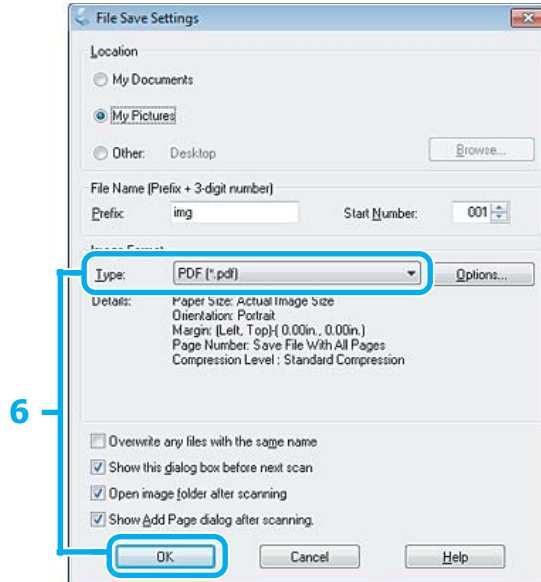 File Save Settings
Location
My Documents
My Pictures
Other: Desktop Browse...
File Name (Prefix + 3-digit number)
Prefix: img Start Number: 001
Image Format
Type: PDF (*.pdf) Options...
Details: Paper Size: Actual Image Size
Orientation: Portrait
Margin: (Left, Top)( 0.00in., 0.00in.)
Page Number: Save File With All Pages
Compression Level : Standard Compression
6
Overwrite any files with the same name
Show this dialog box before next scan
Open image folder after scanning
Show Add Page dialog after scanning.
OK Cancel Help